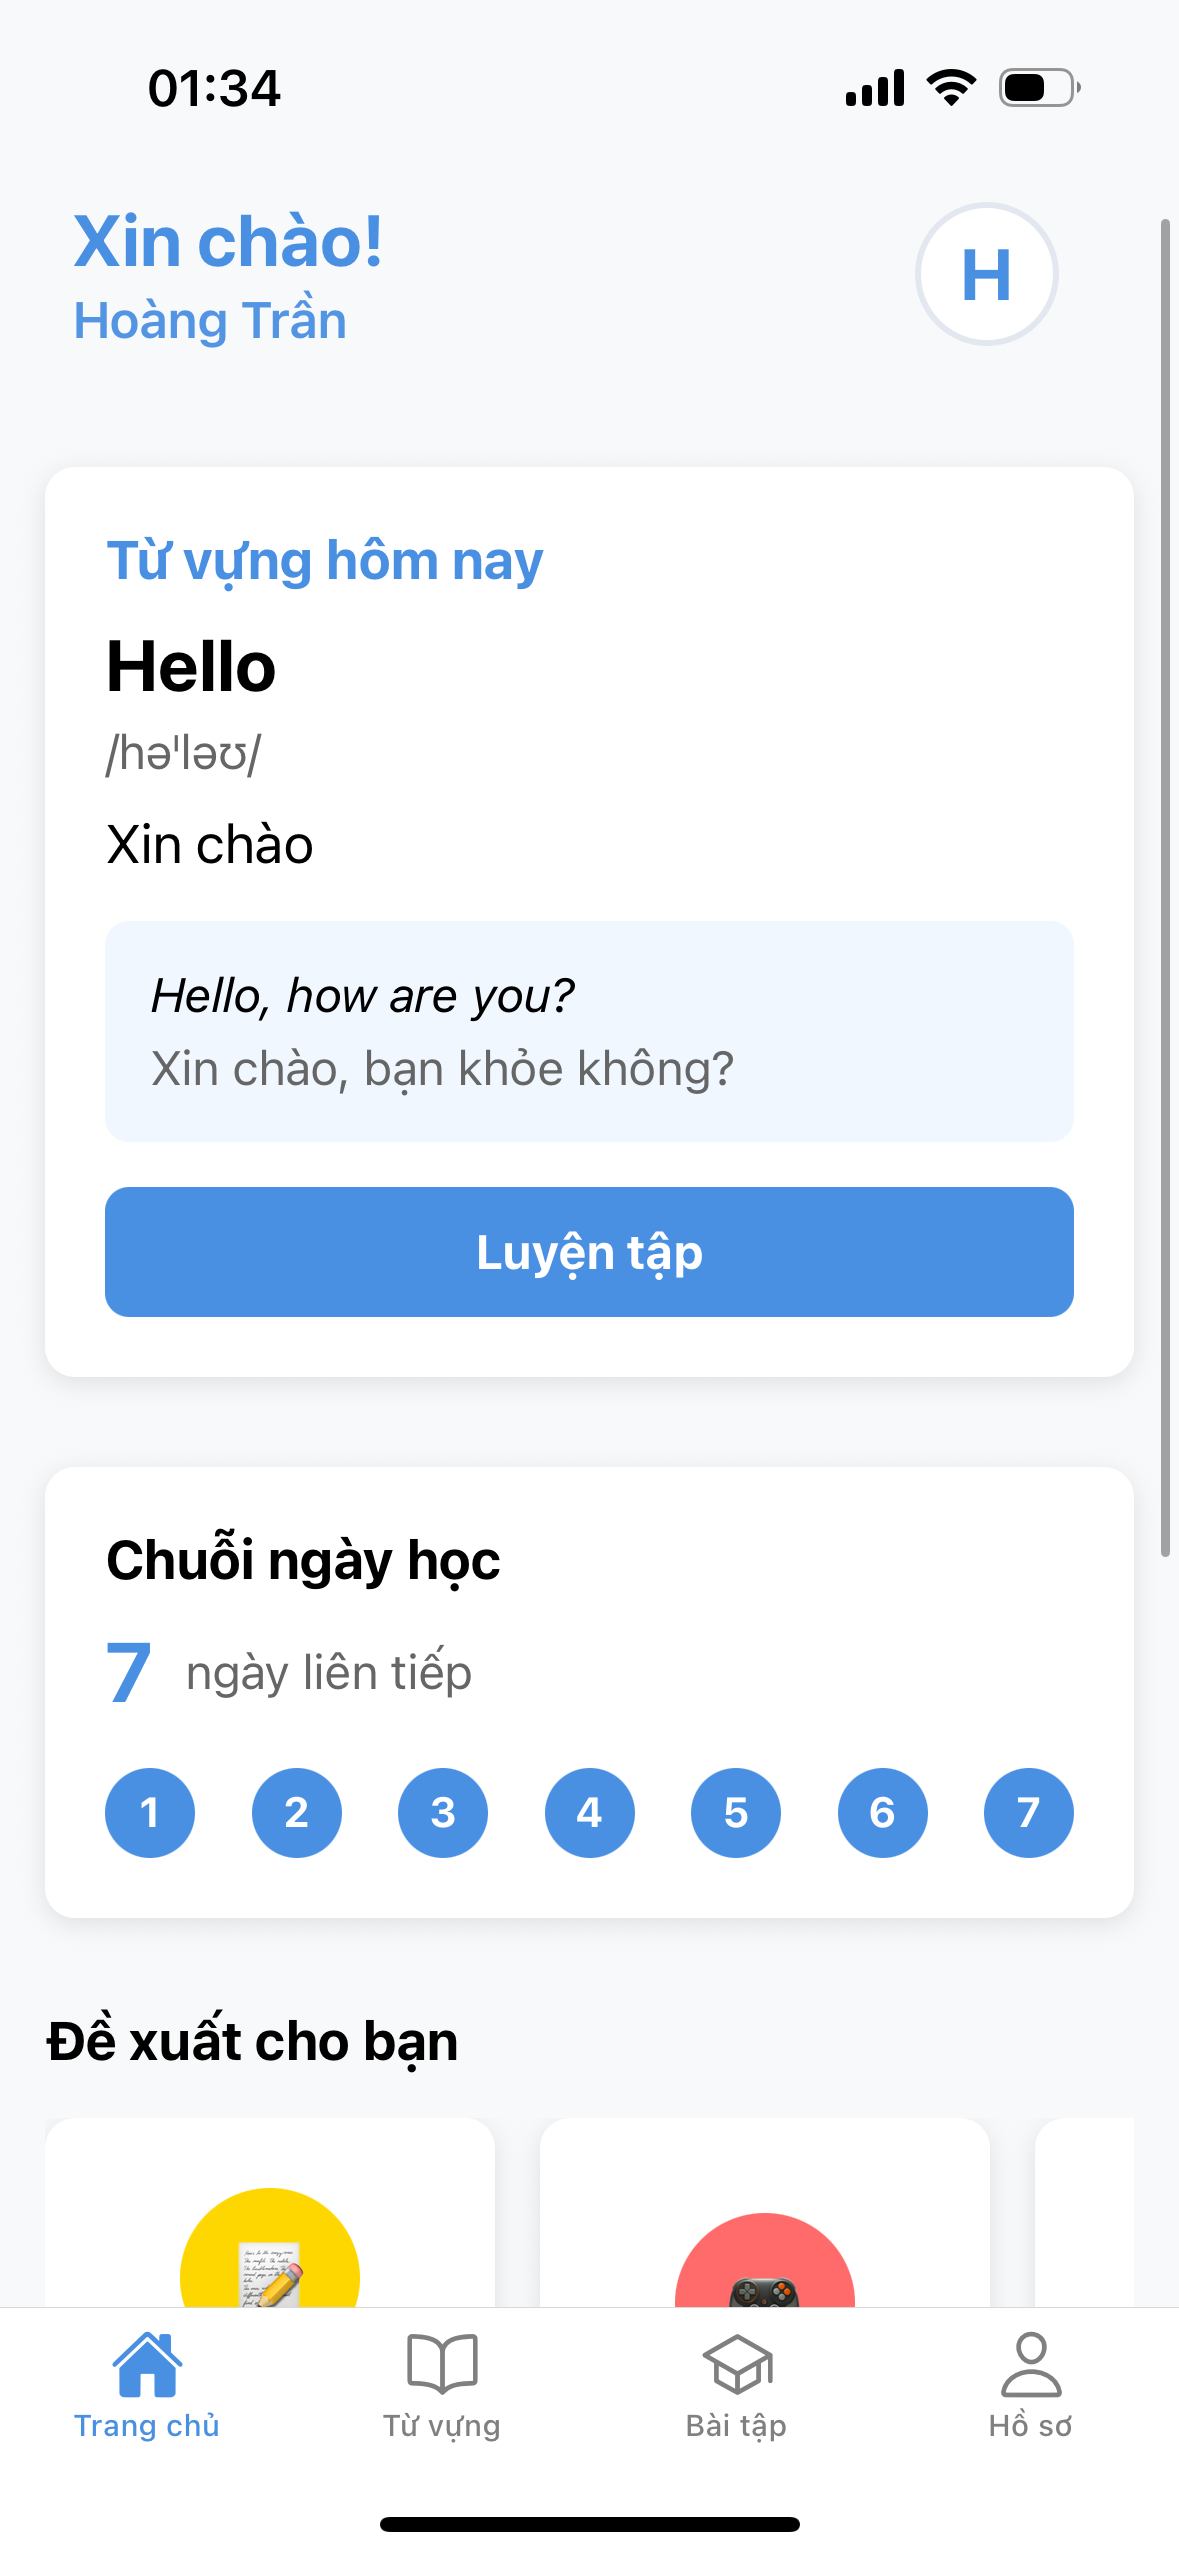 01:34
Xin chào!
Hoàng Trần
H
Từ vựng hôm nay
Hello
/həˈləʊ/
Xin chào
Hello, how are you?
Xin chào, bạn khỏe không?
Luyện tập
Chuỗi ngày học
7 ngày liên tiếp
1 2 3 4 5 6 7
Đề xuất cho bạn
Trang chủ Từ vựng Bài tập Hồ sơ